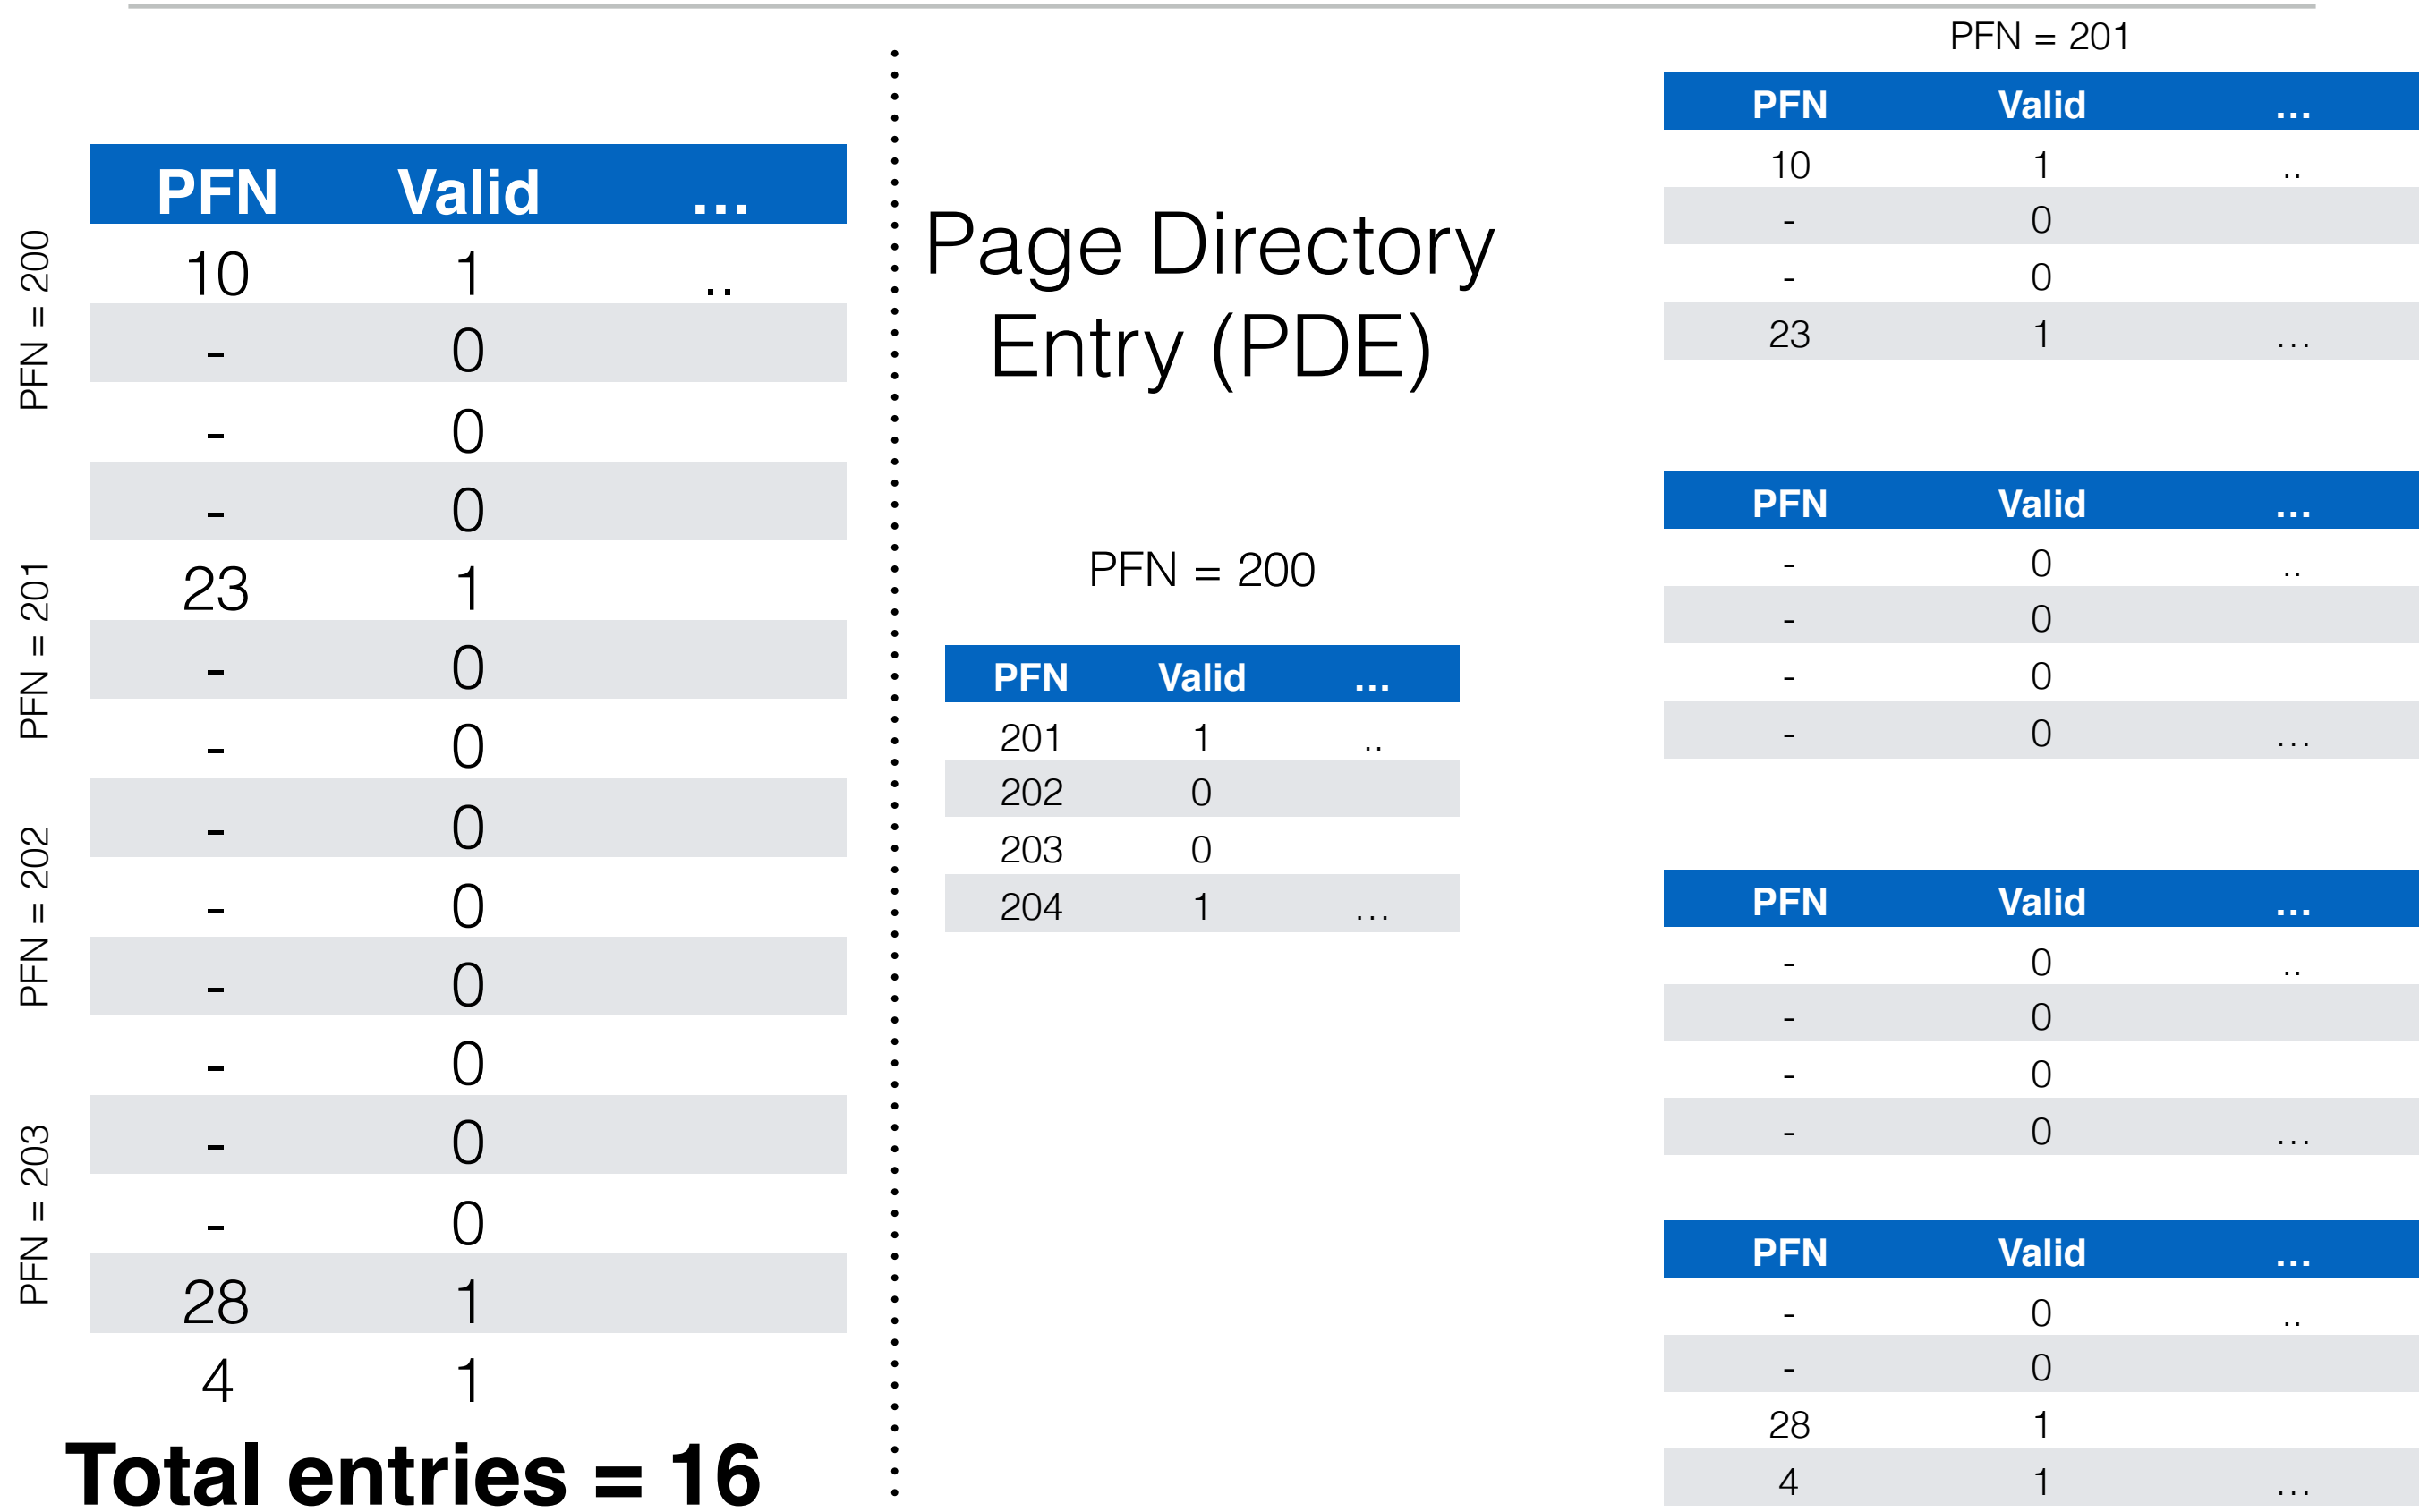 PFN = 200
PFN = 201
PFN = 202
PFN = 203
PFN Valid ...
10 1 ..
- 0
- 0
- 0
23 1
- 0
- 0
- 0
- 0
- 0
- 0
- 0
- 0
28 1
4 1
Total entries = 16
Page Directory
Entry (PDE)
PFN = 200
PFN Valid ...
201 1 ..
202 0
203 0
204 1 ...
PFN = 201
PFN Valid ...
10 1 ..
- 0
- 0
23 1 ...
PFN Valid ...
- 0 ..
- 0
- 0
- 0 ...
PFN Valid ...
- 0 ..
- 0
- 0
- 0 ...
PFN Valid ...
- 0 ..
- 0
28 1
4 1 ...